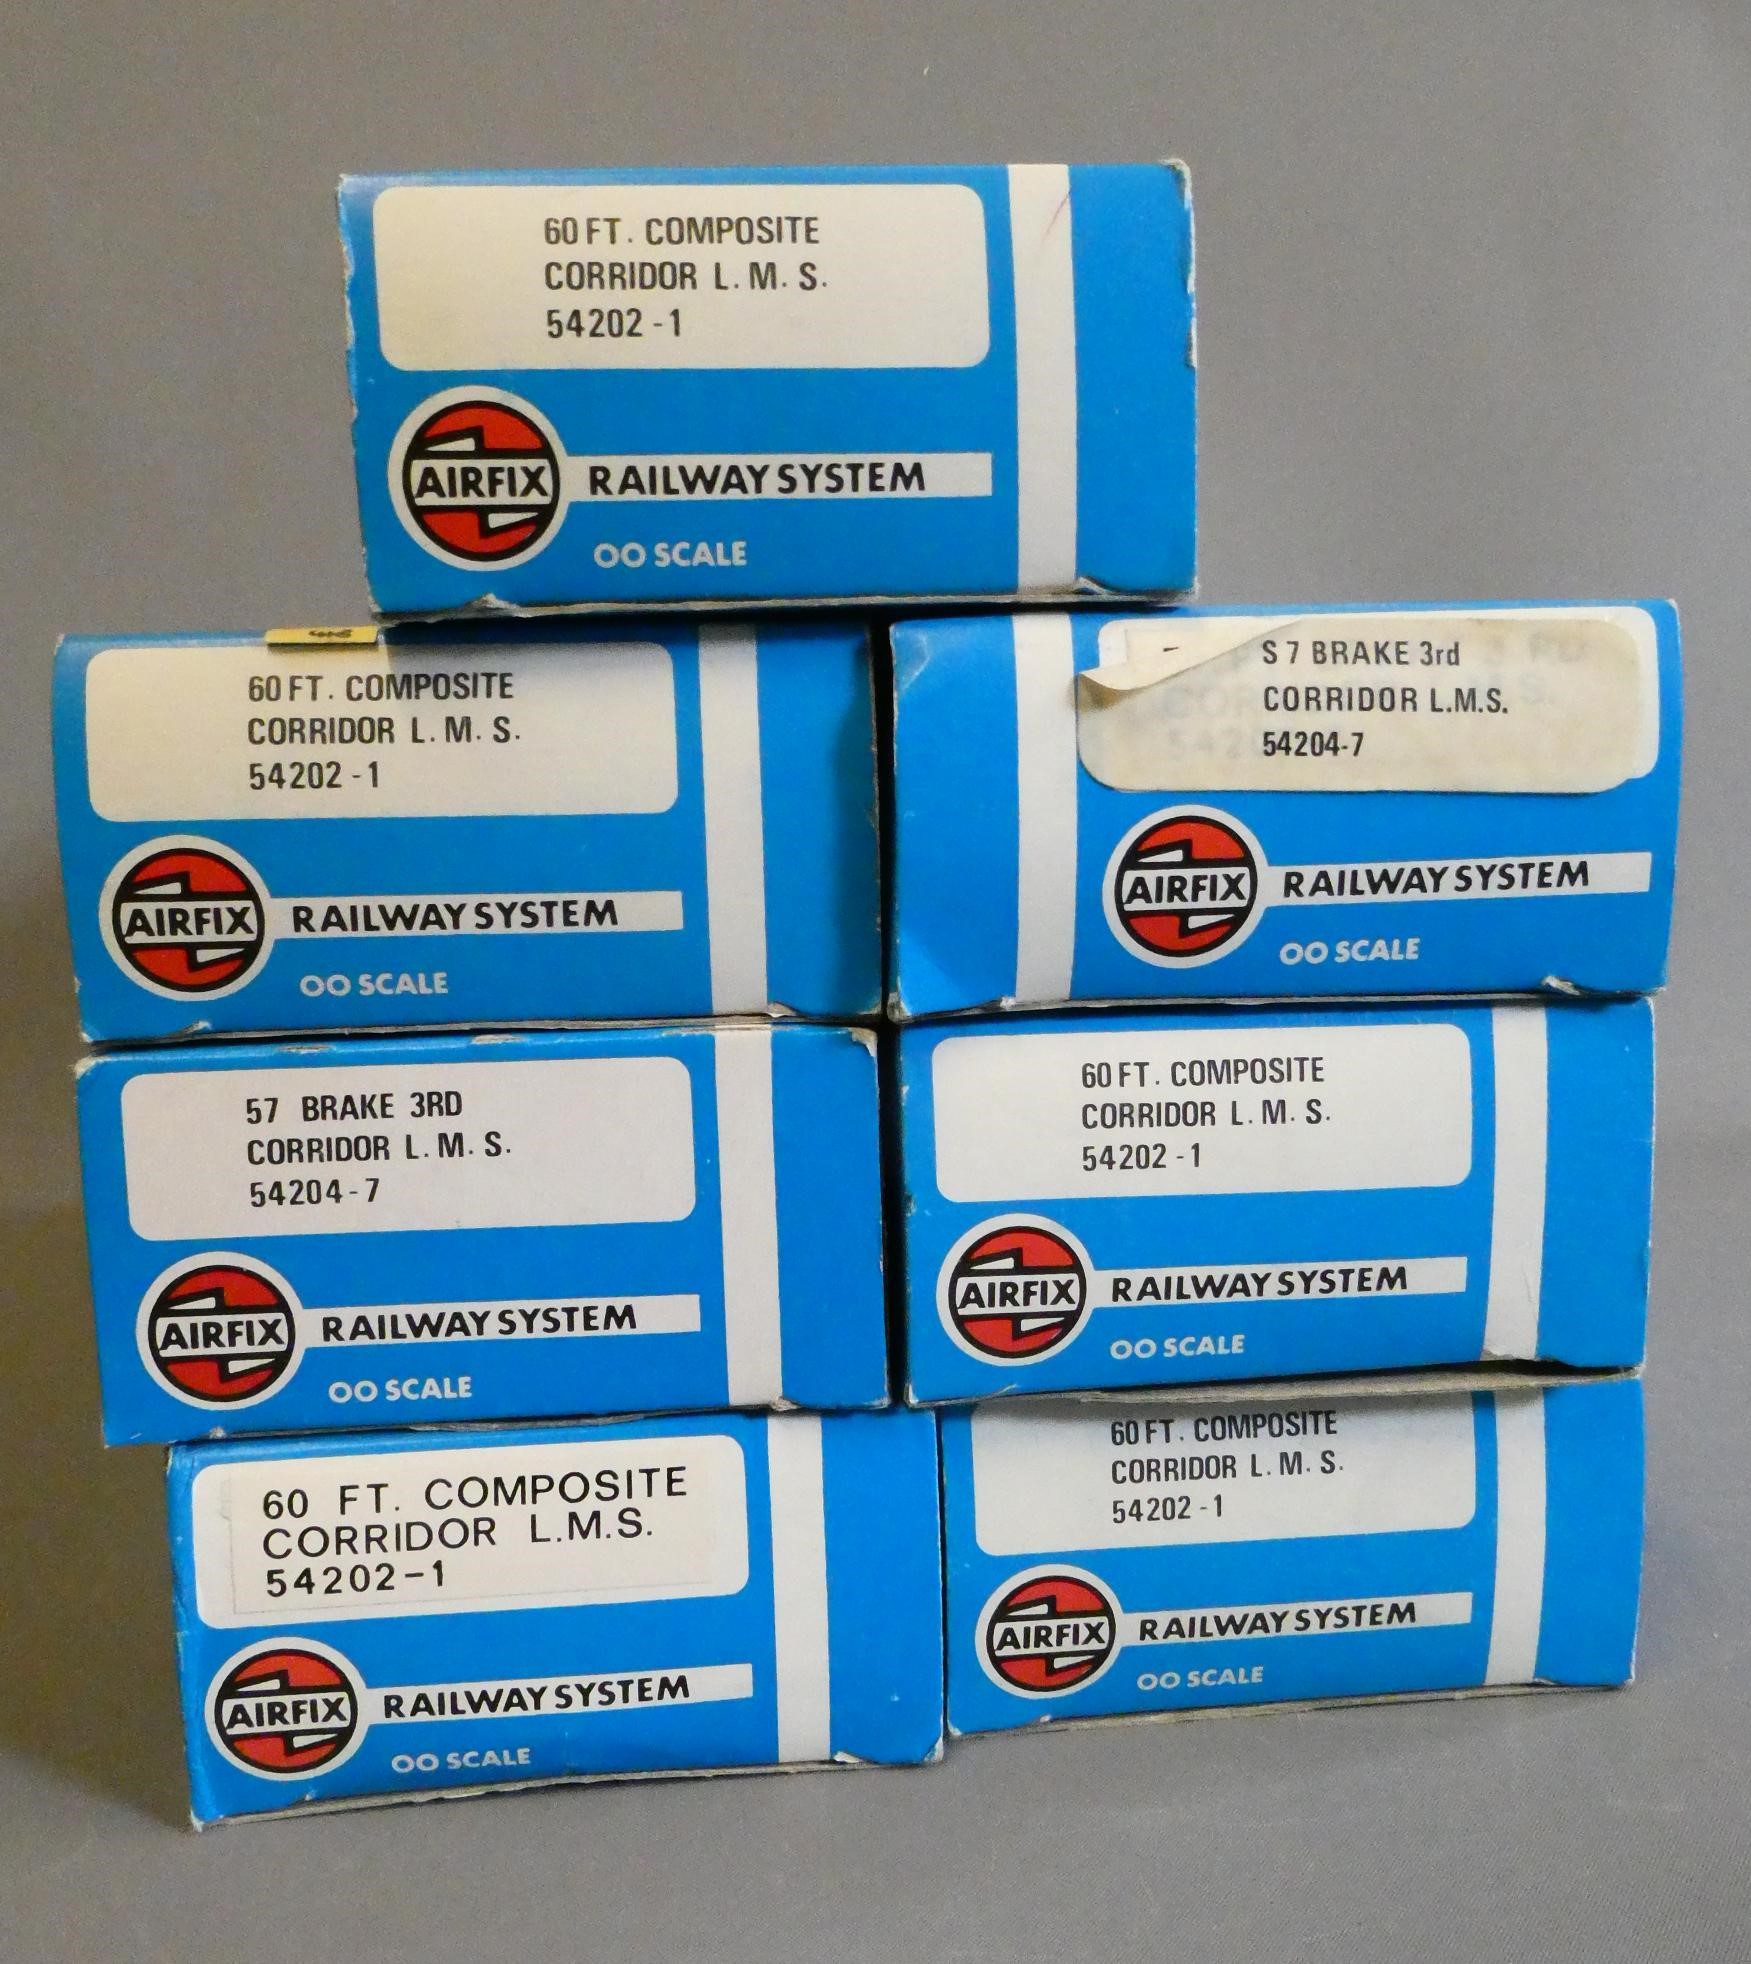 60 FT. COMPOSITE
CORRIDOR L. M. S.
54202 - 1
AIRFIX RAILWAY SYSTEM
OO SCALE
60 FT. COMPOSITE
CORRIDOR L. M. S.
54202 - 1
AIRFIX RAILWAY SYSTEM
OO SCALE
S 7 BRAKE 3rd
CORRIDOR L.M.S.
54204-7
AIRFIX RAILWAY SYSTEM
OO SCALE
57 BRAKE 3RD
CORRIDOR L. M. S.
54204 - 7
AIRFIX RAILWAY SYSTEM
OO SCALE
60 FT. COMPOSITE
CORRIDOR L. M. S.
54202 - 1
AIRFIX RAILWAY SYSTEM
OO SCALE
60 FT. COMPOSITE
CORRIDOR L.M.S.
54202-1
AIRFIX RAILWAY SYSTEM
OO SCALE
60 FT. COMPOSITE
CORRIDOR L. M. S.
54202 - 1
AIRFIX RAILWAY SYSTEM
OO SCALE